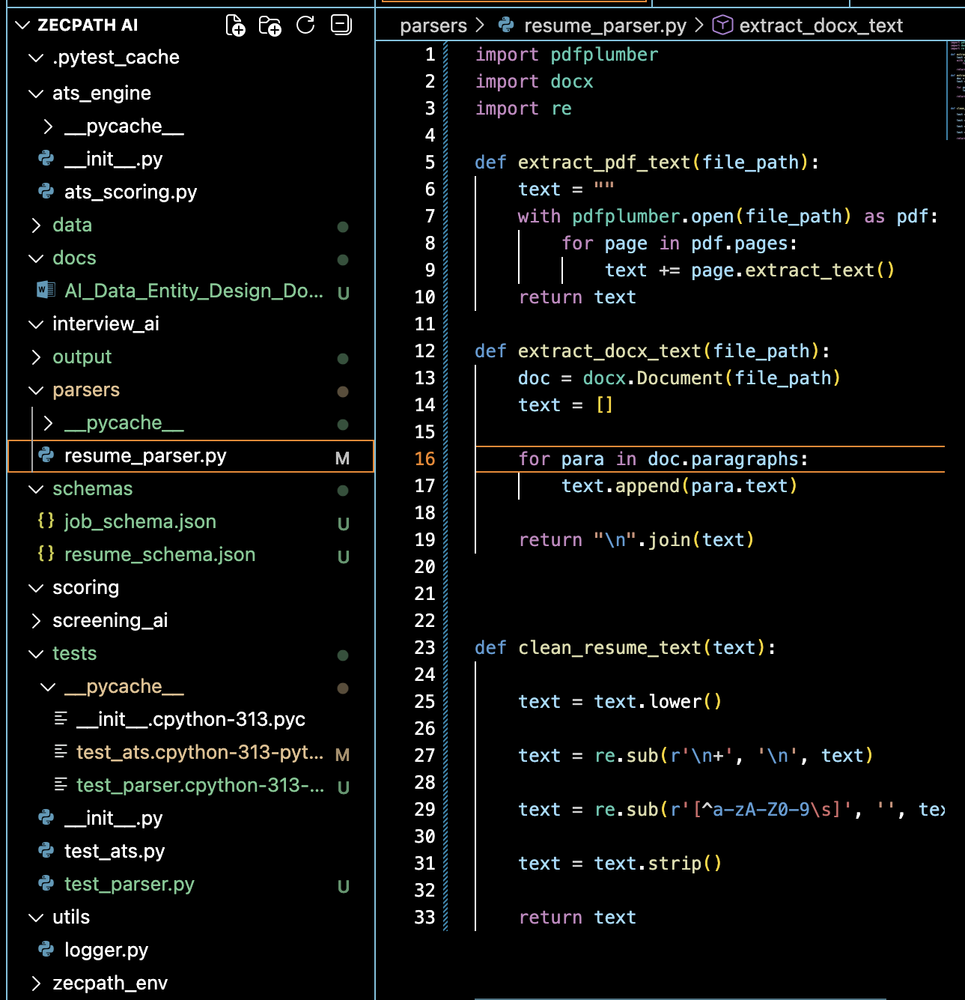 ZECPATH AI
.pytest_cache
ats_engine
__pycache__
__init__.py
ats_scoring.py
data
docs
AI_Data_Entity_Design_Do... U
interview_ai
output
parsers
__pycache__
resume_parser.py M
schemas
{} job_schema.json U
{} resume_schema.json U
scoring
screening_ai
tests
__pycache__
__init__.cpython-313.pyc
test_ats.cpython-313-pyt... M
test_parser.cpython-313-... U
__init__.py
test_ats.py
test_parser.py U
utils
logger.py
zecpath_env
parsers > resume_parser.py > extract_docx_text
1 import pdfplumber
2 import docx
3 import re
4
5 def extract_pdf_text(file_path):
6     text = ""
7     with pdfplumber.open(file_path) as pdf:
8         for page in pdf.pages:
9             text += page.extract_text()
10     return text
11
12 def extract_docx_text(file_path):
13     doc = docx.Document(file_path)
14     text = []
15
16     for para in doc.paragraphs:
17         text.append(para.text)
18
19     return "\n".join(text)
20
21
22
23 def clean_resume_text(text):
24
25     text = text.lower()
26
27     text = re.sub(r'\n+', '\n', text)
28
29     text = re.sub(r'[^a-zA-Z0-9\s]', '', tex
30
31     text = text.strip()
32
33     return text